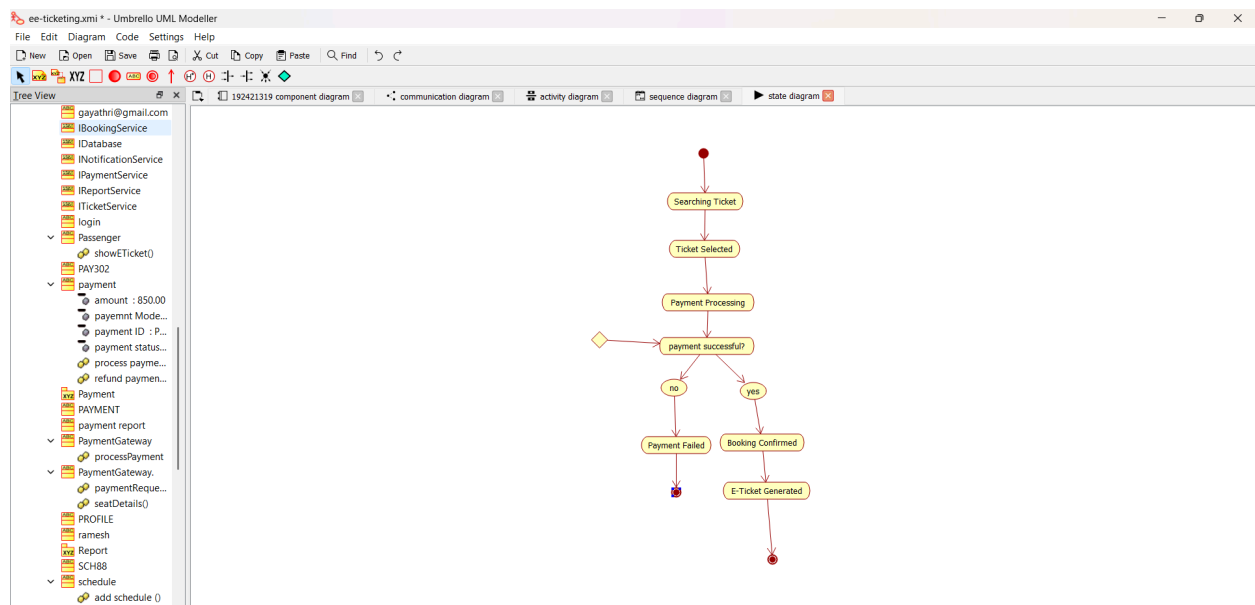 ee-ticketing.xmi * - Umbrello UML Modeller
File Edit Diagram Code Settings Help
New Open Save Cut Copy Paste Find
XYZ XYZ ABC H* H
Tree View
192421319 component diagram communication diagram activity diagram sequence diagram state diagram
gayathri@gmail.com
IBookingService
IDatabase
INotificationService
IPaymentService
IReportService
ITicketService
login
Passenger
showETicket()
PAY302
payment
amount : 850.00
payemnt Mode...
payment ID : P...
payment status...
process payme...
refund paymen...
Payment
PAYMENT
payment report
PaymentGateway
processPayment
PaymentGateway.
paymentReque...
seatDetails()
PROFILE
ramesh
Report
SCH88
schedule
add schedule ()
Searching Ticket
Ticket Selected
Payment Processing
payment successful?
no
yes
Payment Failed
Booking Confirmed
E-Ticket Generated